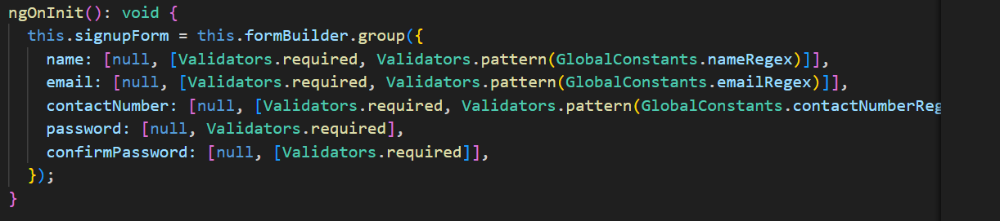 ngOnInit(): void {
this.signupForm = this.formBuilder.group({
name: [null, [Validators.required, Validators.pattern(GlobalConstants.nameRegex)]],
email: [null, [Validators.required, Validators.pattern(GlobalConstants.emailRegex)]],
contactNumber: [null, [Validators.required, Validators.pattern(GlobalConstants.contactNumberReg
password: [null, Validators.required],
confirmPassword: [null, [Validators.required]],
});
}